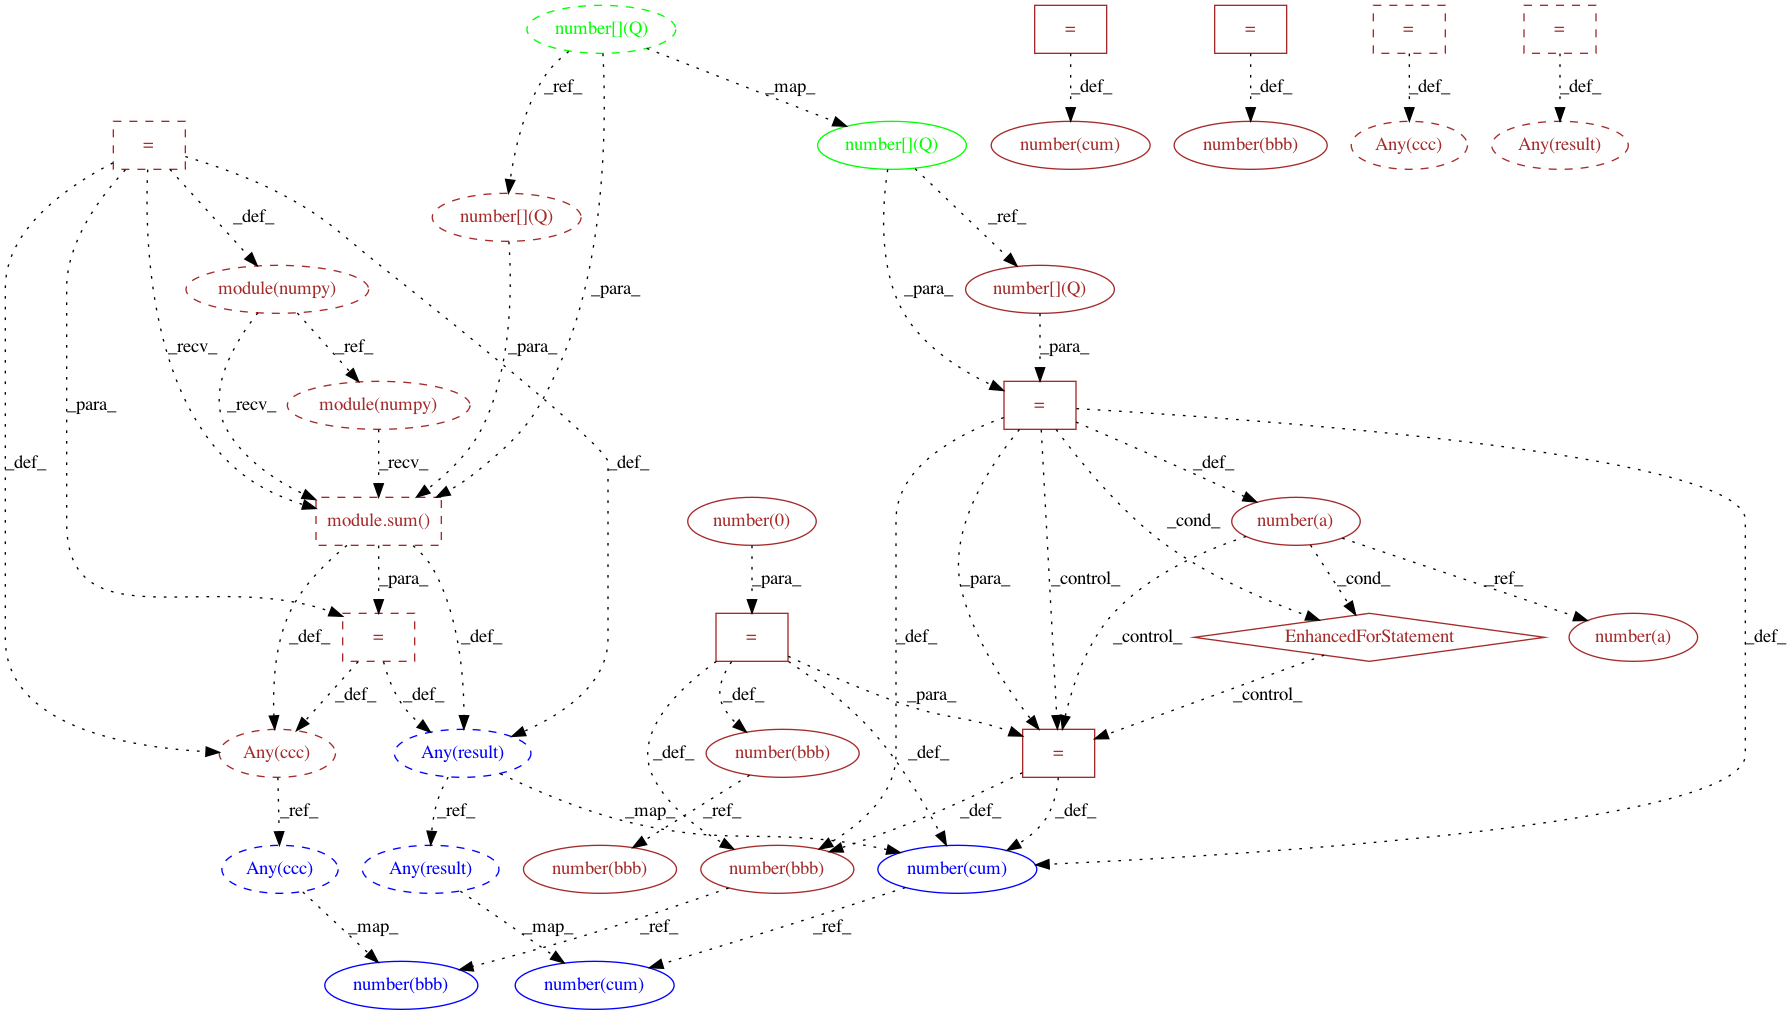 number[](Q)
=
=
=
=
_ref_
_map_
_def_
_def_
_def_
_def_
=
number[](Q)
number(cum)
number(bbb)
Any(ccc)
Any(result)
_def_
number[](Q)
_ref_
module(numpy)
_para_
_para_
number[](Q)
_recv_
_ref_
_para_
_para_
_para_
_recv_
module(numpy)
=
_def_
_recv_
_def_
_def_
module.sum()
number(0)
_cond_
number(a)
_para_
_para_
_para_
_control_
_cond_
_ref_
_def_
=
_def_
=
_def_
_control_
EnhancedForStatement
number(a)
_def_
_def_
_def_
_def_
_para_
_control_
Any(ccc)
Any(result)
_def_
number(bbb)
_def_
=
_ref_
_ref_
_map_
_ref_
_def_
_def_
Any(ccc)
Any(result)
number(bbb)
number(bbb)
number(cum)
_map_
_map_
_ref_
_ref_
number(bbb)
number(cum)